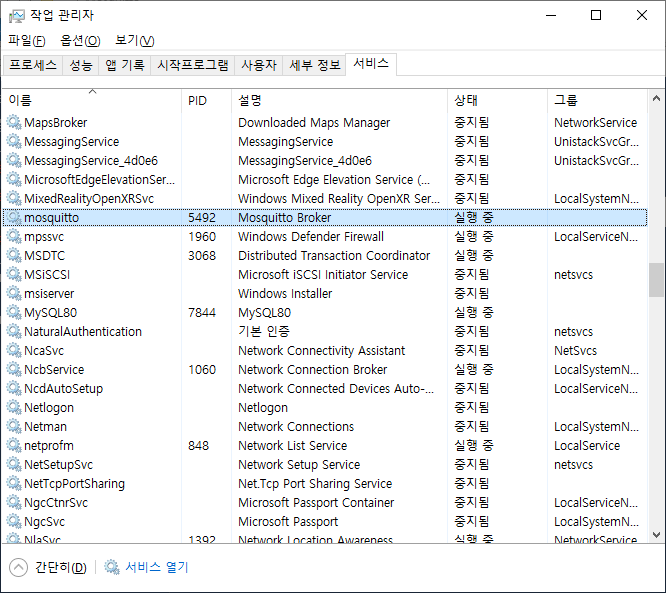 작업 관리자
파일(F) 옵션(O) 보기(V)
프로세스 성능 앱 기록 시작프로그램 사용자 세부 정보 서비스
이름 PID 설명 상태 그룹
MapsBroker Downloaded Maps Manager 중지됨 NetworkService
MessagingService MessagingService 중지됨 UnistackSvcGr...
MessagingService_4d0e6 MessagingService_4d0e6 중지됨 UnistackSvcGr...
MicrosoftEdgeElevationSer... Microsoft Edge Elevation Service (... 중지됨
MixedRealityOpenXRSvc Windows Mixed Reality OpenXR Ser... 중지됨 LocalSystemN...
mosquitto 5492 Mosquitto Broker 실행 중
mpssvc 1960 Windows Defender Firewall 실행 중 LocalServiceN...
MSDTC 3068 Distributed Transaction Coordinator 실행 중
MSiSCSI Microsoft iSCSI Initiator Service 중지됨 netsvcs
msiserver Windows Installer 중지됨
MySQL80 7844 MySQL80 실행 중
NaturalAuthentication 기본 인증 중지됨 netsvcs
NcaSvc Network Connectivity Assistant 중지됨 NetSvcs
NcbService 1060 Network Connection Broker 실행 중 LocalSystemN...
NcdAutoSetup Network Connected Devices Auto-... 중지됨 LocalServiceN...
Netlogon Netlogon 중지됨
Netman Network Connections 중지됨 LocalSystemN...
netprofm 848 Network List Service 실행 중 LocalService
NetSetupSvc Network Setup Service 중지됨 netsvcs
NetTcpPortSharing Net.Tcp Port Sharing Service 중지됨
NgcCtnrSvc Microsoft Passport Container 중지됨 LocalServiceN...
NgcSvc Microsoft Passport 중지됨 LocalSystemN...
NlaSvc 1392 Network Location Awareness 실행 중 NetworkService
간단히(D) 서비스 열기